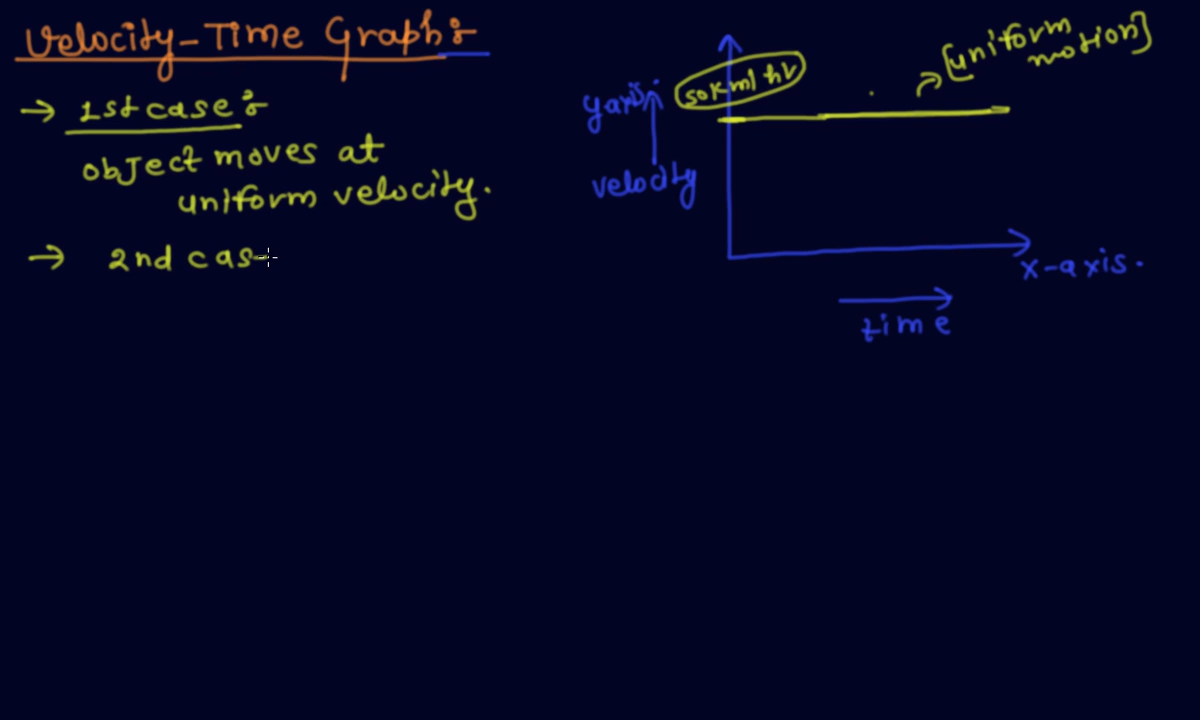 Velocity-Time Graph:
→ 1st case:
object moves at
uniform velocity.
→ 2nd cas
y axis.
velocity
50 km/hr
[uniform
motion]
x-axis.
time